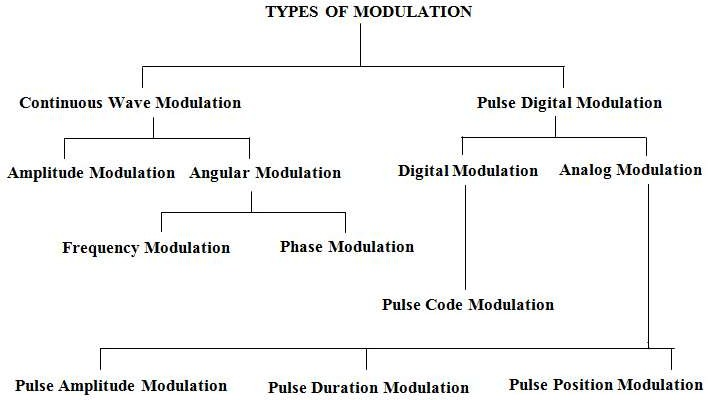 TYPES OF MODULATION
Continuous Wave Modulation
Pulse Digital Modulation
Amplitude Modulation
Angular Modulation
Digital Modulation
Analog Modulation
Frequency Modulation
Phase Modulation
Pulse Code Modulation
Pulse Amplitude Modulation
Pulse Duration Modulation
Pulse Position Modulation